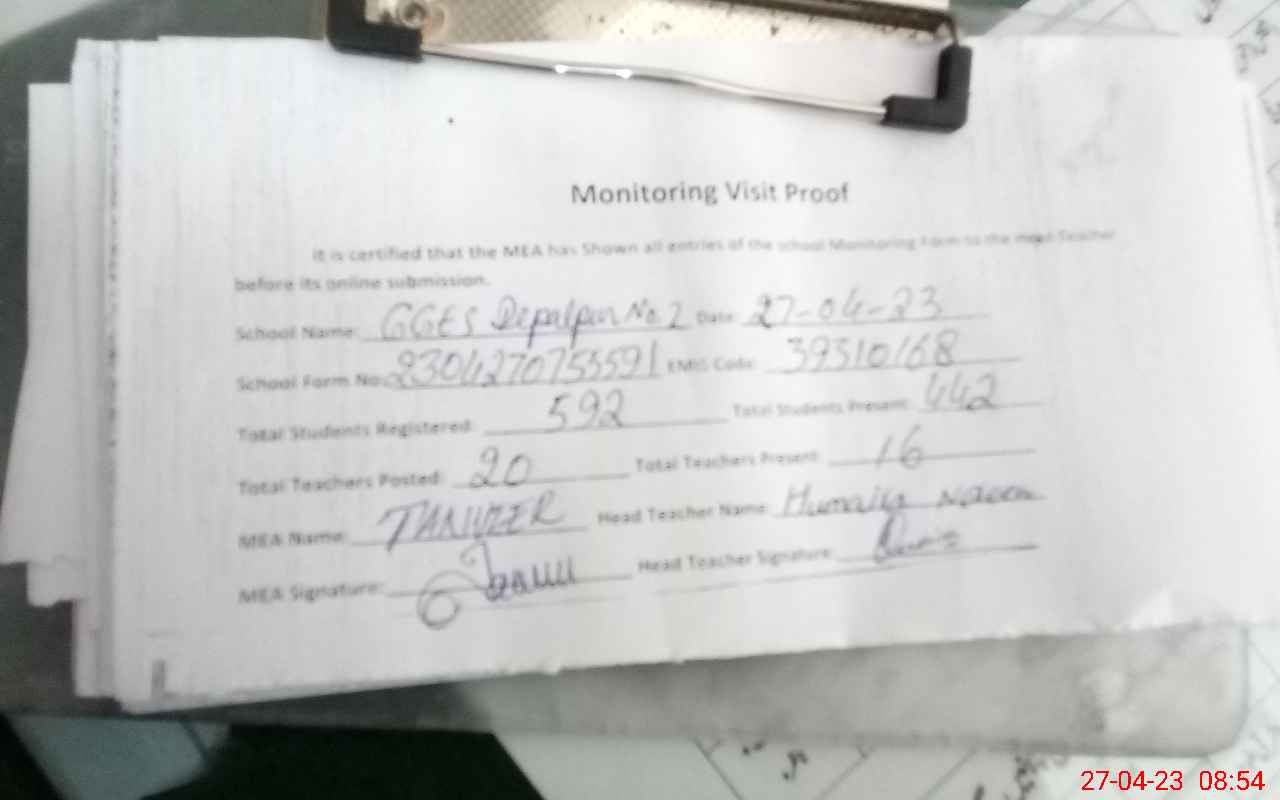 Monitoring Visit Proof
It is certified that the MEA has Shown all entries of the school Monitoring Form to the Head Teacher
before its online submission.
School Name: GGES Depalpur No. 2 Date: 27-04-23
School Form No: EMIS Code: 39310168
Total Students Registered: 592 Total Students Present: 442
Total Teachers Posted: 20 Total Teachers Present: 16
MEA Name: TANVEER Head Teacher Name: Humaira
MEA Signature: Head Teacher Signature:
27-04-23 08:54